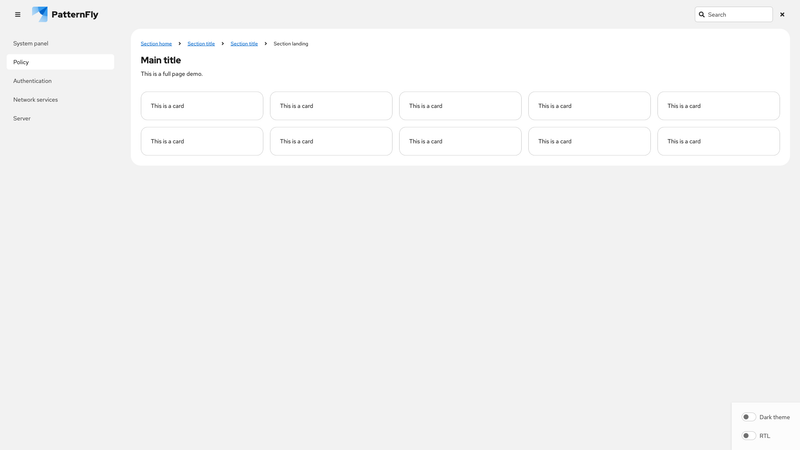 PatternFly
Search
System panel
Policy
Authentication
Network services
Server
Section home
Section title
Section title
Section landing
Main title
This is a full page demo.
This is a card
This is a card
This is a card
This is a card
This is a card
This is a card
This is a card
This is a card
This is a card
This is a card
Dark theme
RTL